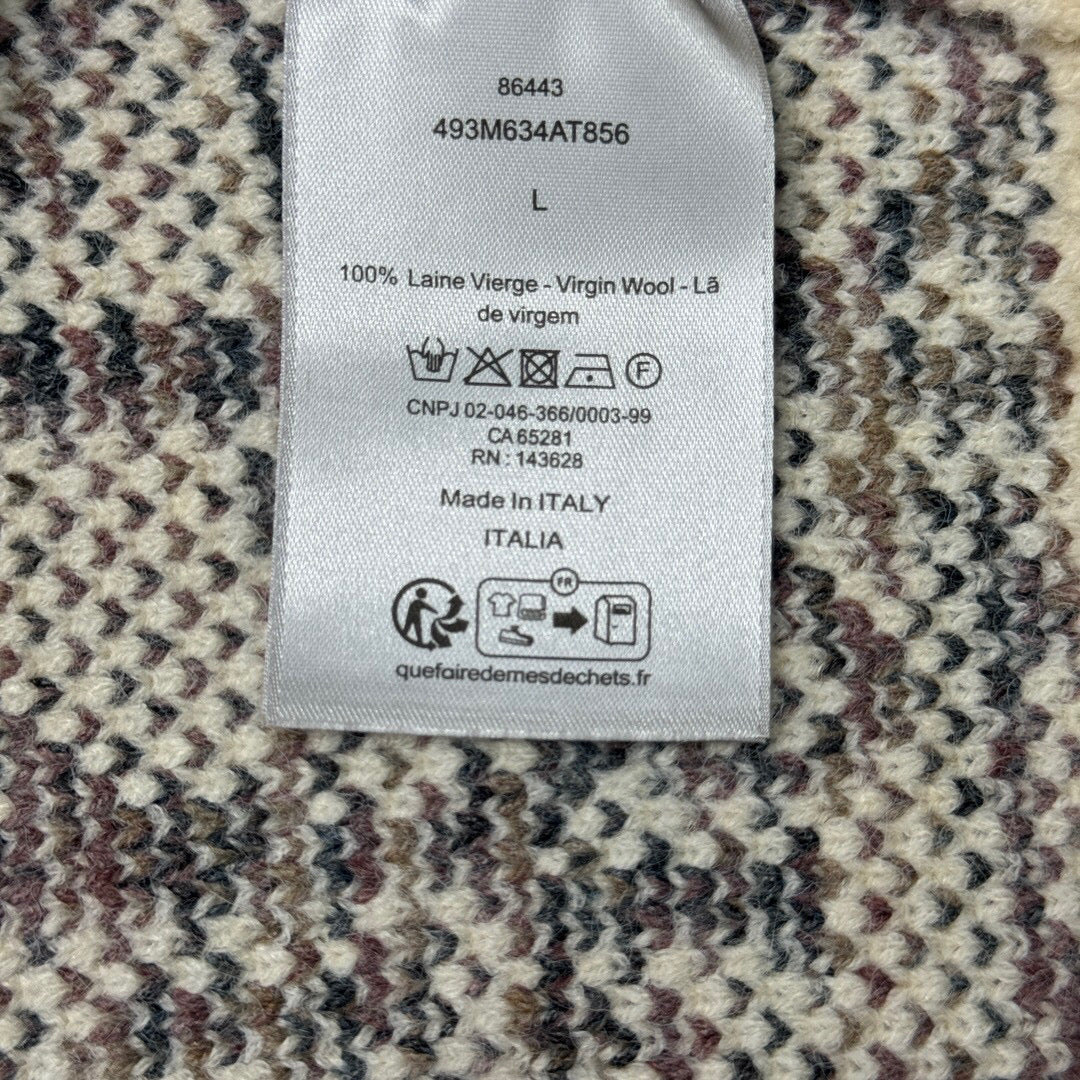 86443
493M634AT856
L
100% Laine Vierge - Virgin Wool - Lã
de virgem
F
CNPJ 02-046-366/0003-99
CA 65281
RN : 143628
Made In ITALY
ITALIA
FR
quefairedemesdechets.fr